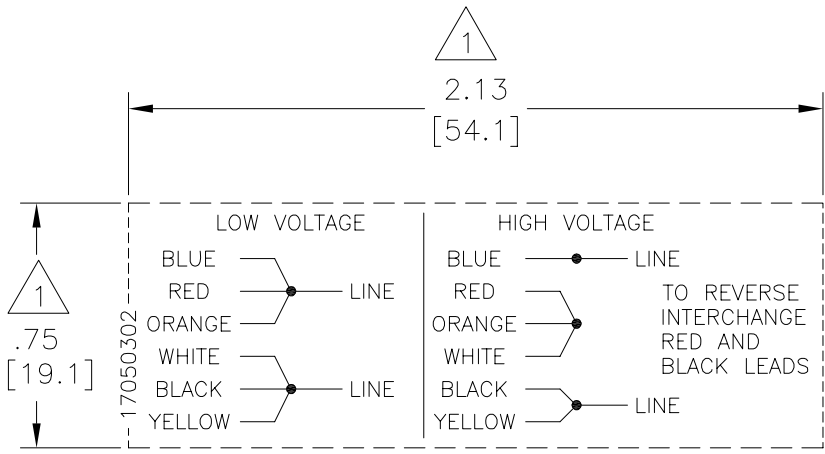 1
2.13
[54.1]
1
.75
[19.1]
17050302
LOW VOLTAGE
BLUE
RED
ORANGE
LINE
WHITE
BLACK
YELLOW
LINE
HIGH VOLTAGE
BLUE
LINE
RED
ORANGE
WHITE
BLACK
YELLOW
LINE
TO REVERSE
INTERCHANGE
RED AND
BLACK LEADS